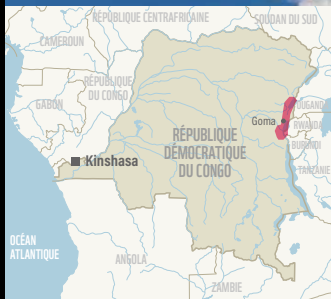 RÉPUBLIQUE CENTRAFRICAINE
SOUDAN DU SUD
CAMEROUN
RÉPUBLIQUE
DU CONGO
GABON
OUGANDA
Goma
RWANDA
RÉPUBLIQUE
DÉMOCRATIQUE
DU CONGO
BURUNDI
Kinshasa
TANZANIE
OCÉAN
ATLANTIQUE
ANGOLA
ZAMBIE